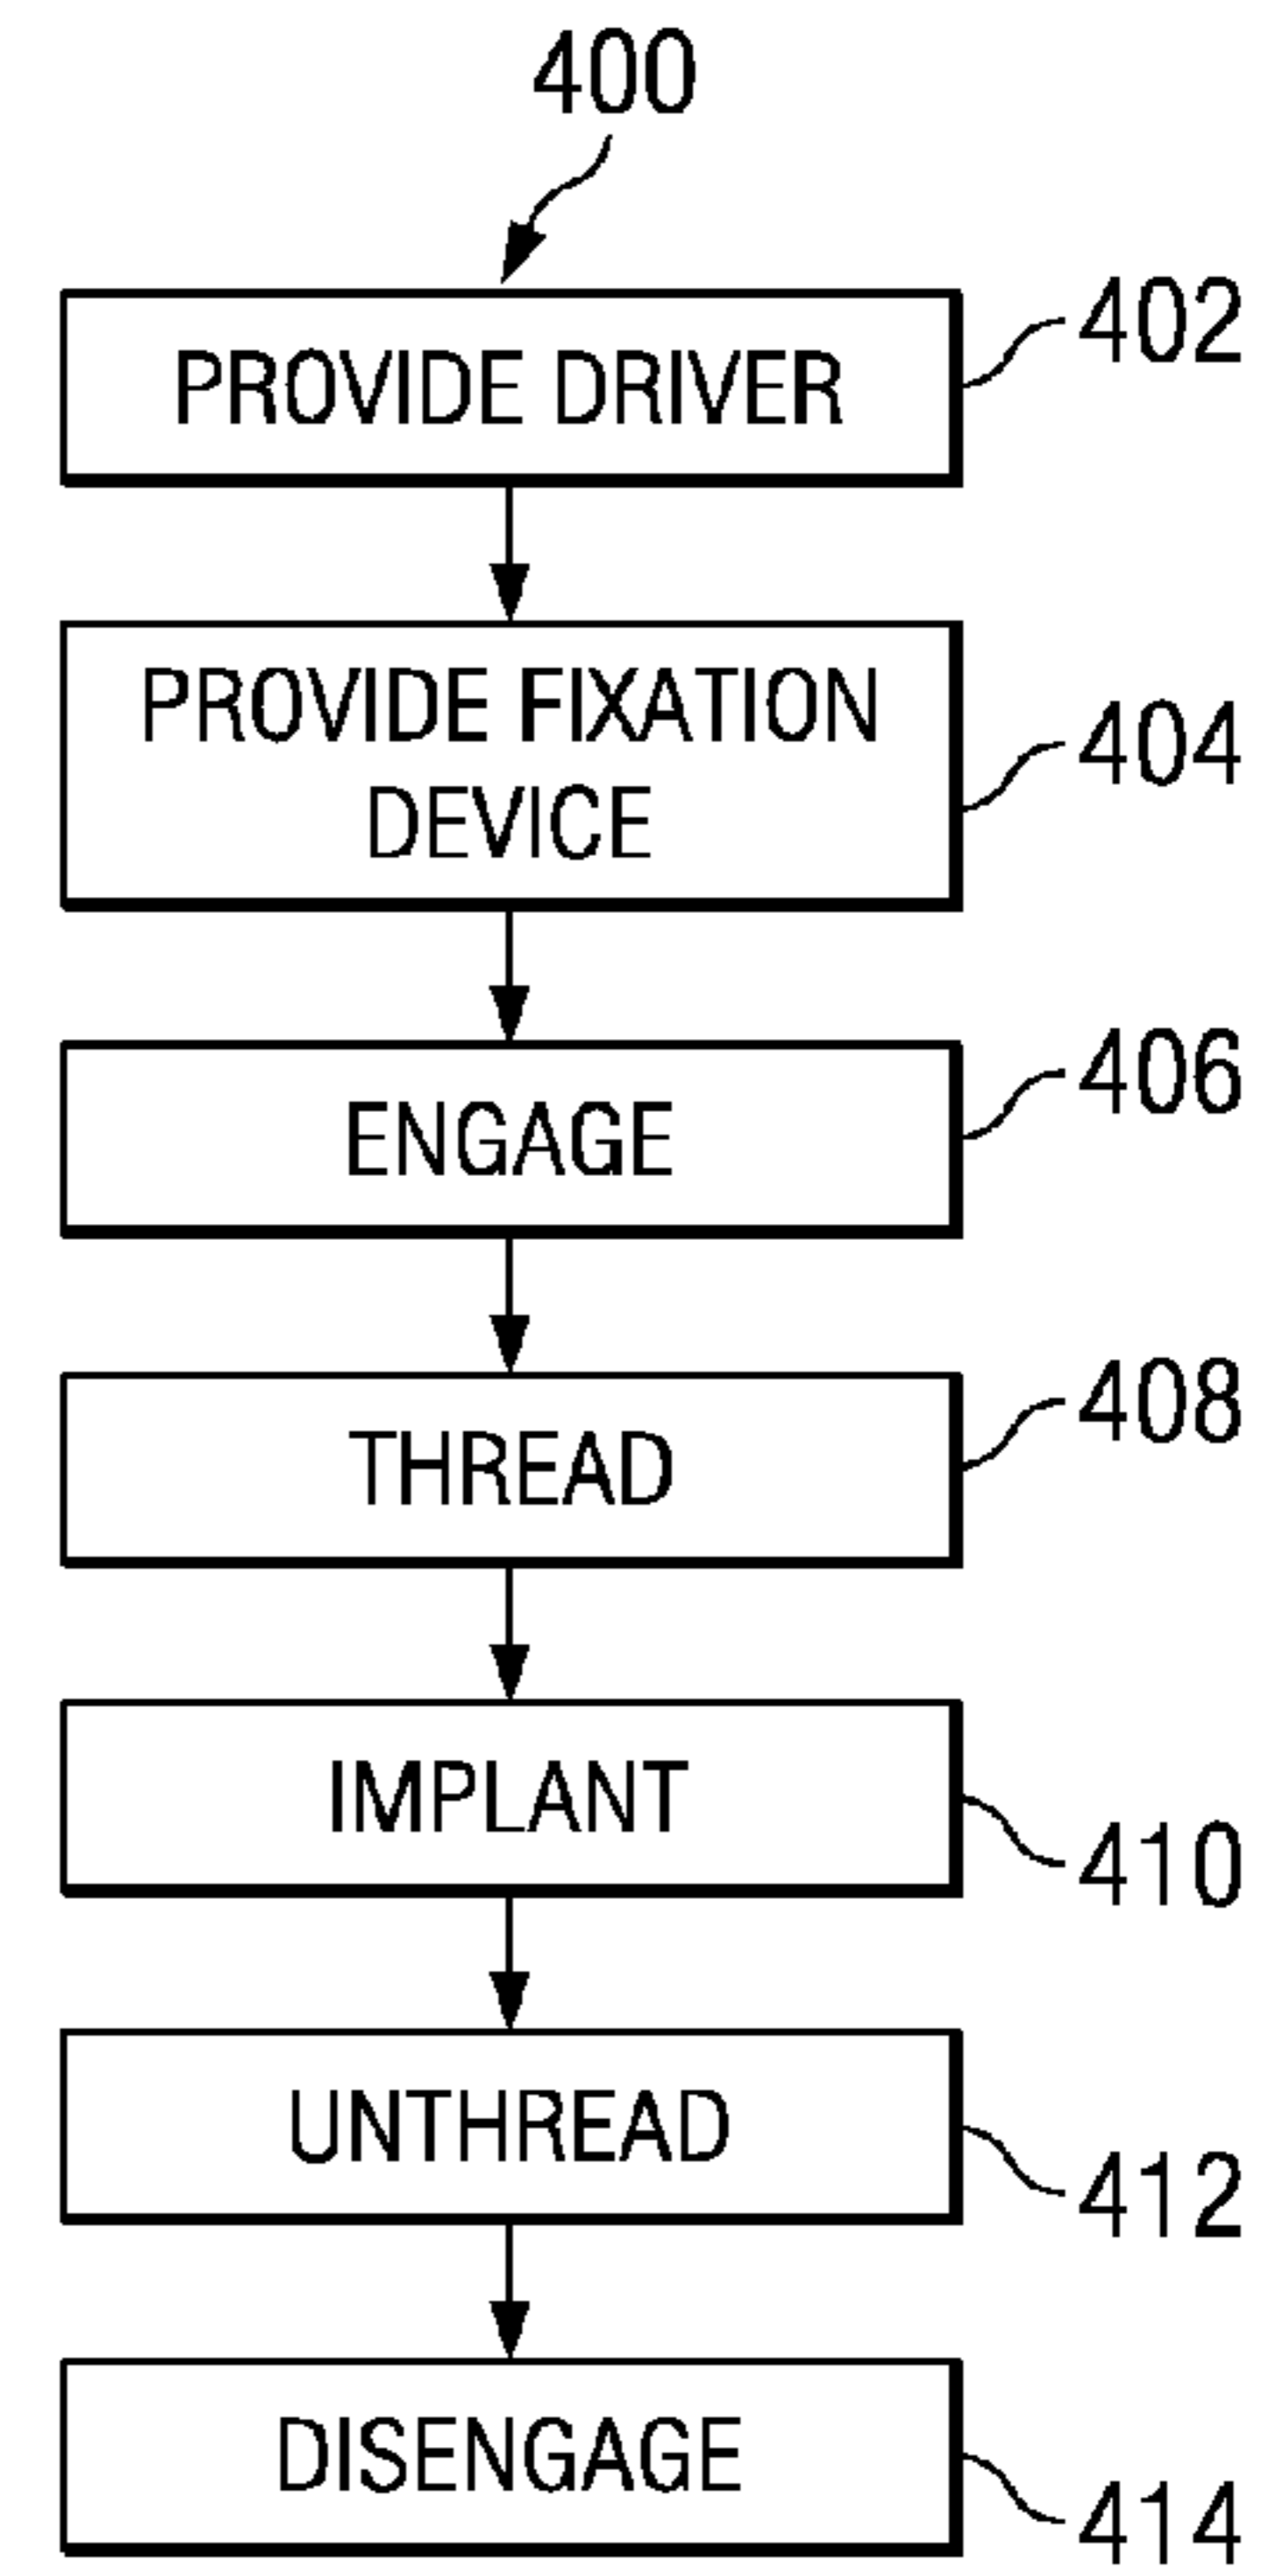 400
PROVIDE DRIVER
402
PROVIDE FIXATION
DEVICE
404
ENGAGE
406
THREAD
408
IMPLANT
410
UNTHREAD
412
DISENGAGE
414